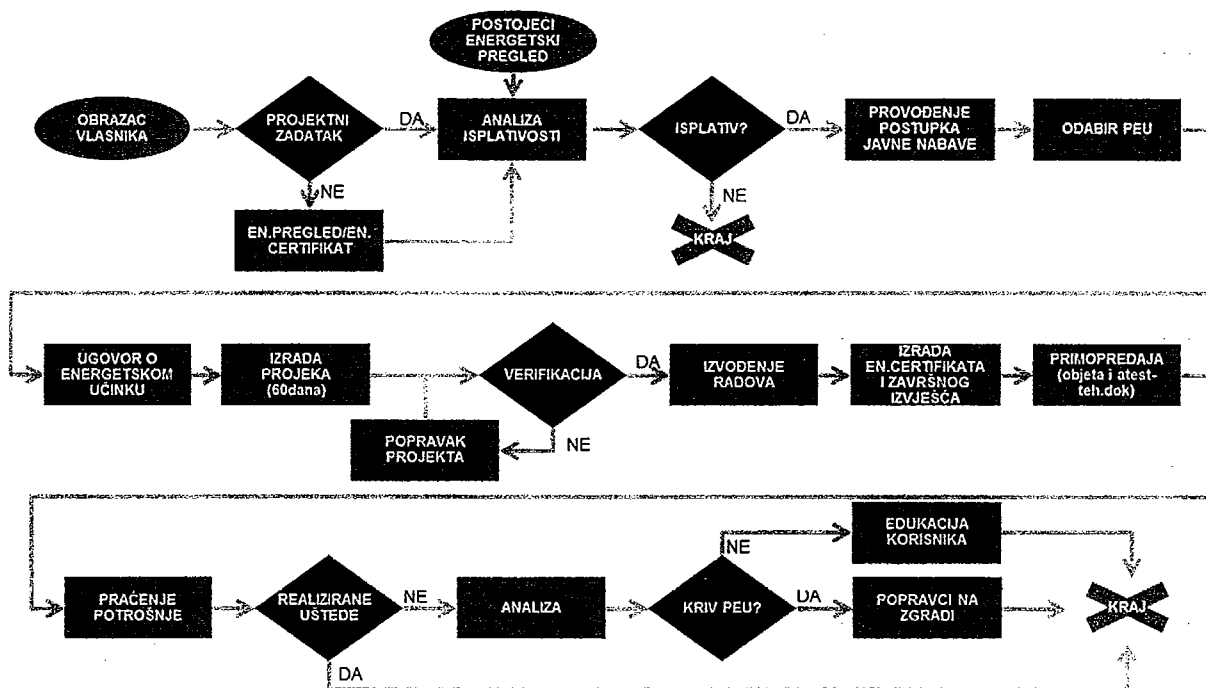 POSTOJEĆI
ENERGETSKI
PREGLED
OBRAZAC
VLASNIKA
PROJEKTNI
ZADATAK
DA
ANALIZA
ISPLATIVOSTI
ISPLATIV?
DA
PROVOĐENJE
POSTUPKA
JAVNE NABAVE
ODABIR PEU
NE
EN.PREGLED/EN.
CERTIFIKAT
NE
KRAJ
UGOVOR O
ENERGETSKOM
UČINKU
IZRADA
PROJEKA
(60dana)
VERIFIKACIJA
DA
IZVOĐENJE
RADOVA
IZRADA
EN.CERTIFIKATA
I ZAVRŠNOG
IZVJEŠĆA
PRIMOPREDAJA
(objeta i atest-
teh.dok)
NE
POPRAVAK
PROJEKTA
PRAĆENJE
POTROŠNJE
REALIZIRANE
UŠTEDE
NE
ANALIZA
KRIV PEU?
NE
EDUKACIJA
KORISNIKA
DA
POPRAVCI NA
ZGRADI
KRAJ
DA